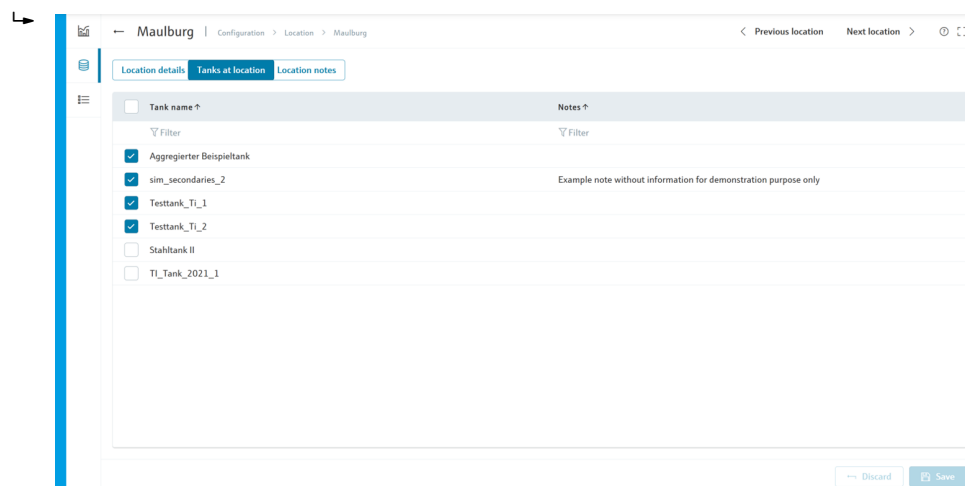 Maulburg | Configuration > Location > Maulburg < Previous location Next location >
Location details Tanks at location Location notes
Tank name↑ Notes↑
Filter Filter
Aggregierter Beispieltank
sim_secondaries_2 Example note without information for demonstration purpose only
Testtank_Ti_1
Testtank_Ti_2
Stahltank II
TI_Tank_2021_1
Discard Save